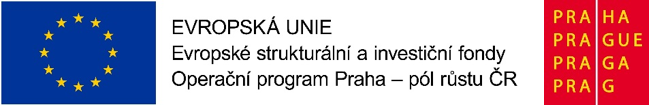 EVROPSKÁ UNIE
Evropské strukturální a investiční fondy
Operační program Praha – pól růstu ČR
PRA HA
PRA GUE
PRA GA
PRA G